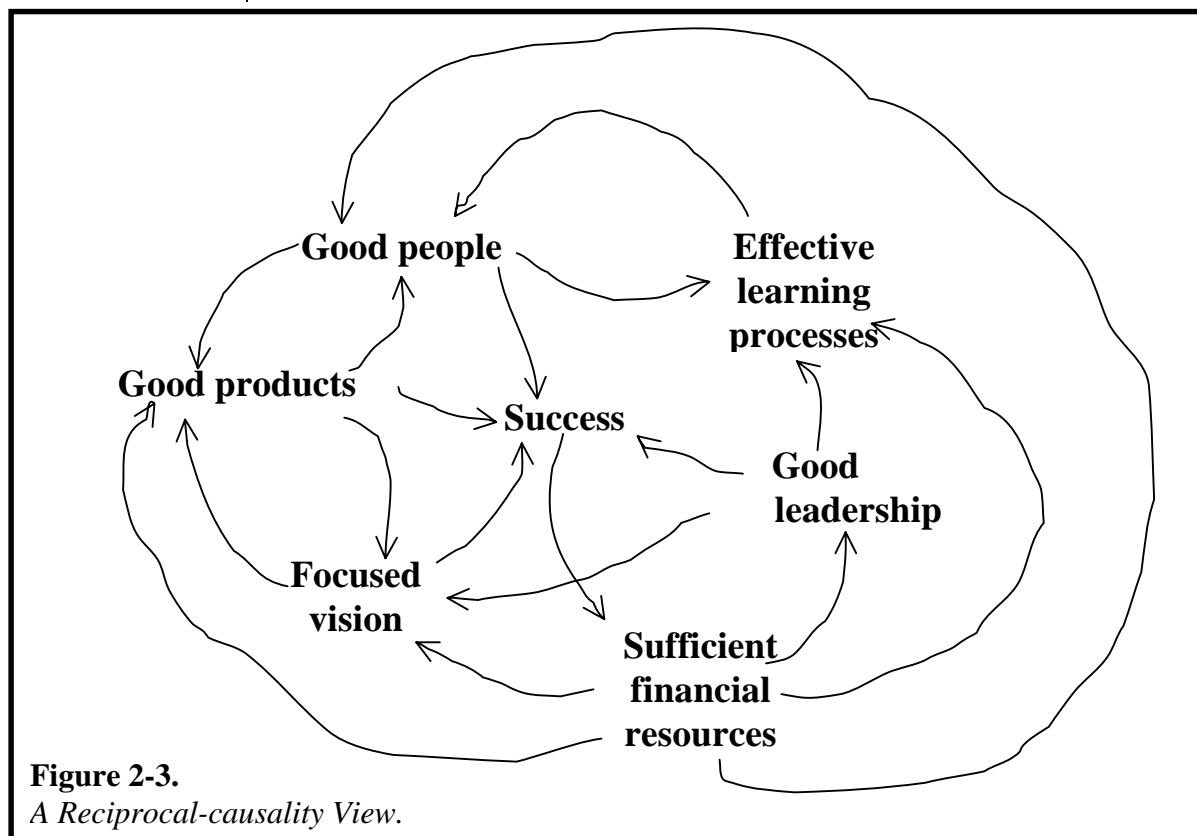 Good people
Effective
learning
processes
Good products
Success
Good
leadership
Focused
vision
Sufficient
financial
resources
Figure 2-3.
A Reciprocal-causality View.